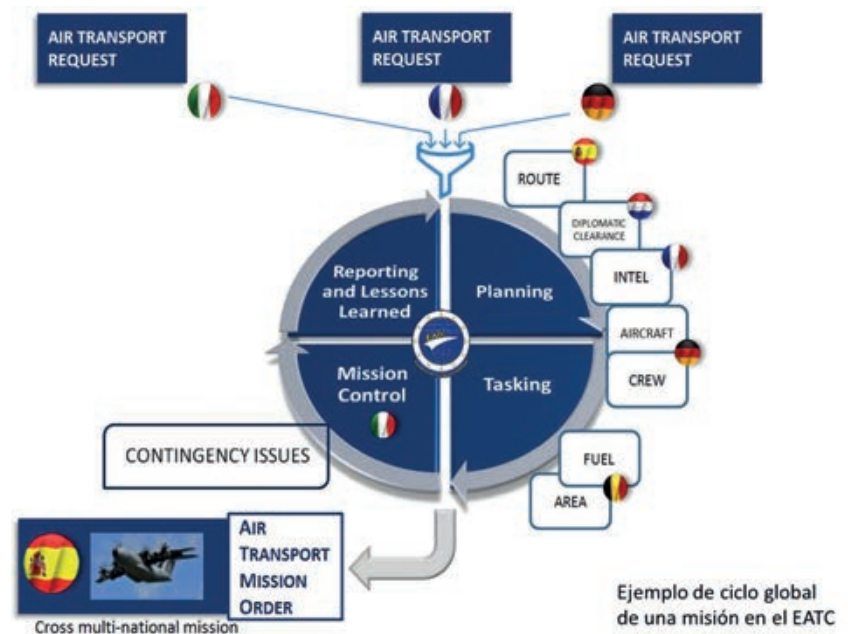 AIR TRANSPORT
REQUEST
AIR TRANSPORT
REQUEST
AIR TRANSPORT
REQUEST
ROUTE
DIPLOMATIC
CLEARANCE
INTEL
AIRCRAFT
CREW
FUEL
AREA
Reporting
and Lessons
Learned
Planning
EATC
Mission
Control
Tasking
CONTINGENCY ISSUES
AIR
TRANSPORT
MISSION
ORDER
Cross multi-national mission
Ejemplo de ciclo global
de una misión en el EATC